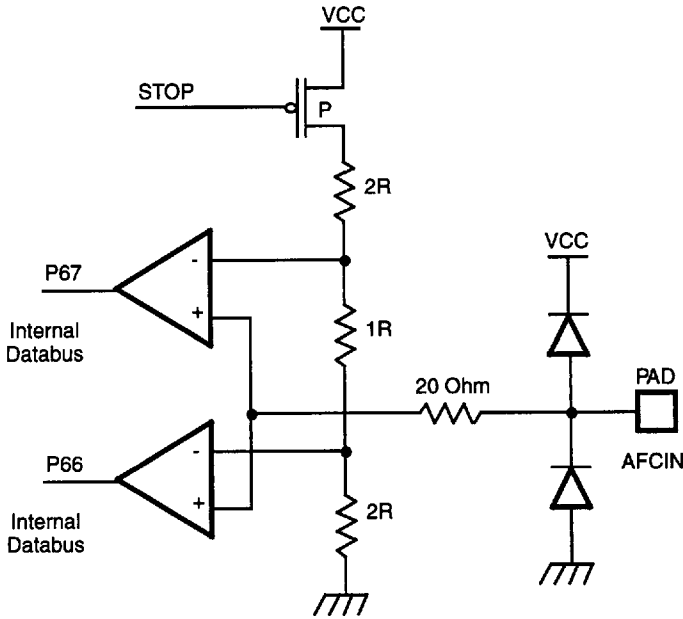 VCC
STOP
P
2R
VCC
P67
-
+
Internal
Databus
1R
20 Ohm
PAD
AFCIN
P66
-
+
Internal
Databus
2R